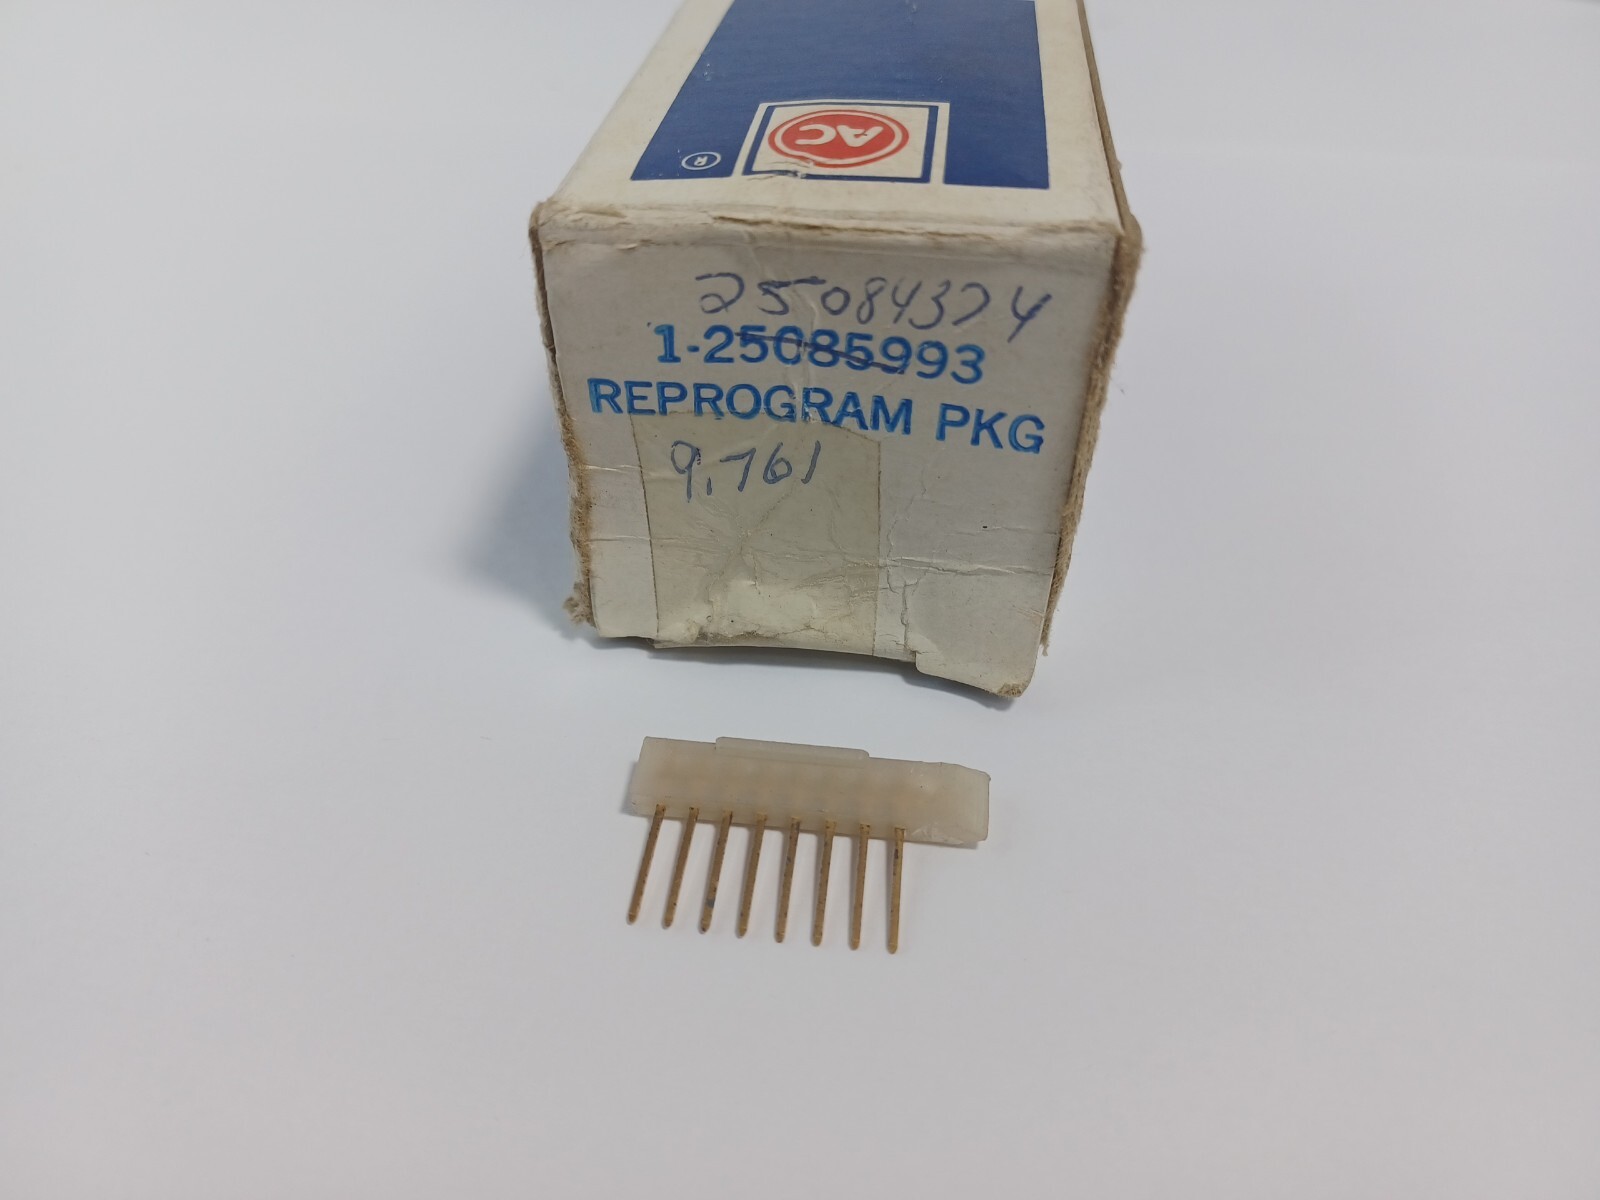 AC
®
25084374
1-25085993
REPROGRAM PKG
9.761